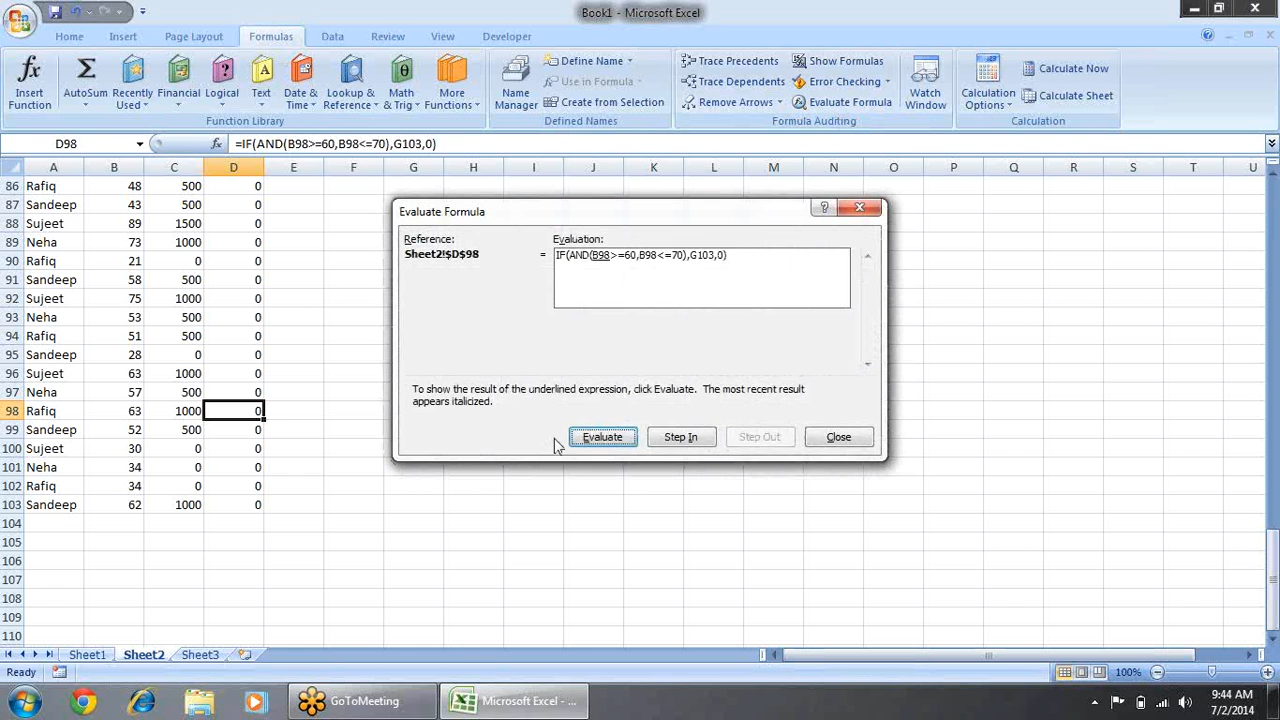 Book1 - Microsoft Excel
Home Insert Page Layout Formulas Data Review View Developer
Insert Function
AutoSum
Recently Used
Financial
Logical
Text
Date & Time
Lookup & Reference
Math & Trig
More Functions
Function Library
Name Manager
Define Name
Use in Formula
Create from Selection
Defined Names
Trace Precedents
Trace Dependents
Remove Arrows
Show Formulas
Error Checking
Evaluate Formula
Formula Auditing
Watch Window
Calculation Options
Calculate Now
Calculate Sheet
Calculation
D98 fx =IF(AND(B98>=60,B98<=70),G103,0)
A B C D E F G H I J K L M N O P Q R S T U
86 Rafiq 48 500 0
87 Sandeep 43 500 0
88 Sujeet 89 1500 0
89 Neha 73 1000 0
90 Rafiq 21 0 0
91 Sandeep 58 500 0
92 Sujeet 75 1000 0
93 Neha 53 500 0
94 Rafiq 51 500 0
95 Sandeep 28 0 0
96 Sujeet 63 1000 0
97 Neha 57 500 0
98 Rafiq 63 1000 0
99 Sandeep 52 500 0
100 Sujeet 30 0 0
101 Neha 34 0 0
102 Rafiq 34 0 0
103 Sandeep 62 1000 0
104
105
106
107
108
109
110
Evaluate Formula
Reference: Evaluation:
Sheet2!$D$98 = IF(AND(B98>=60,B98<=70),G103,0)
To show the result of the underlined expression, click Evaluate. The most recent result
appears italicized.
Evaluate Step In Step Out Close
Sheet1 Sheet2 Sheet3
Ready 100%
GoToMeeting Microsoft Excel - ...
9:44 AM
7/2/2014